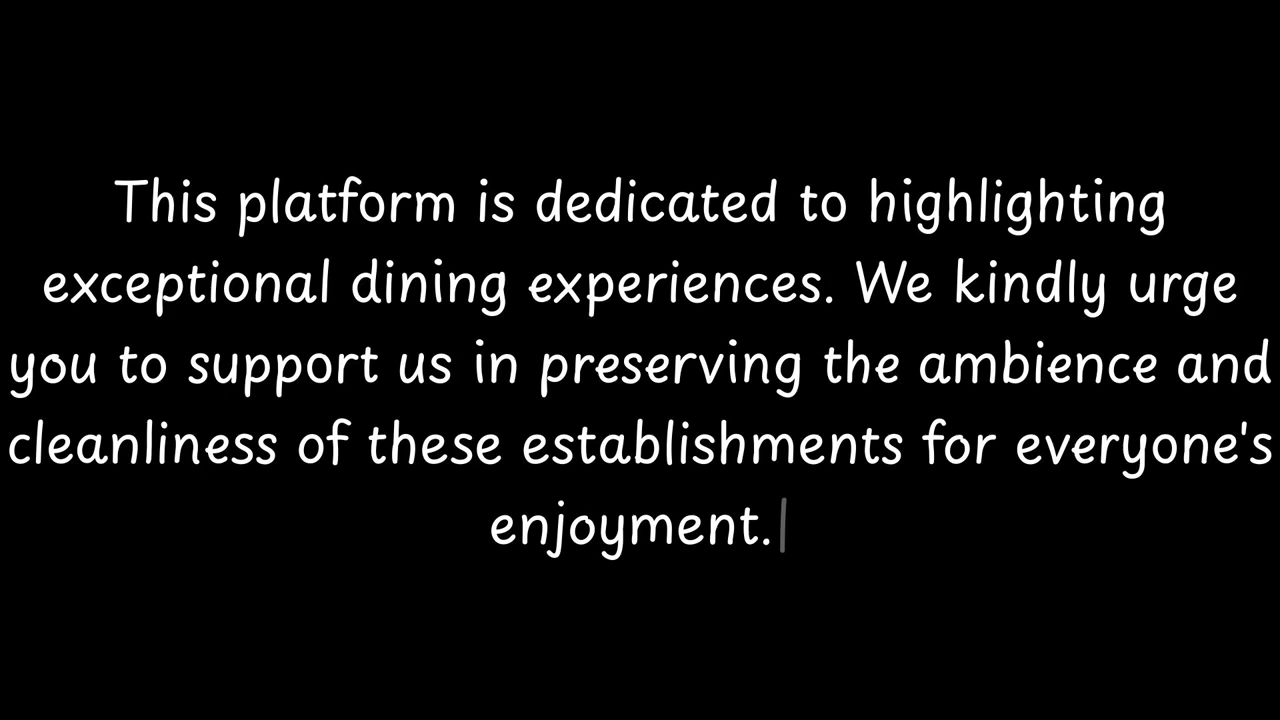 This platform is dedicated to highlighting
exceptional dining experiences. We kindly urge
you to support us in preserving the ambience and
cleanliness of these establishments for everyone's
enjoyment.